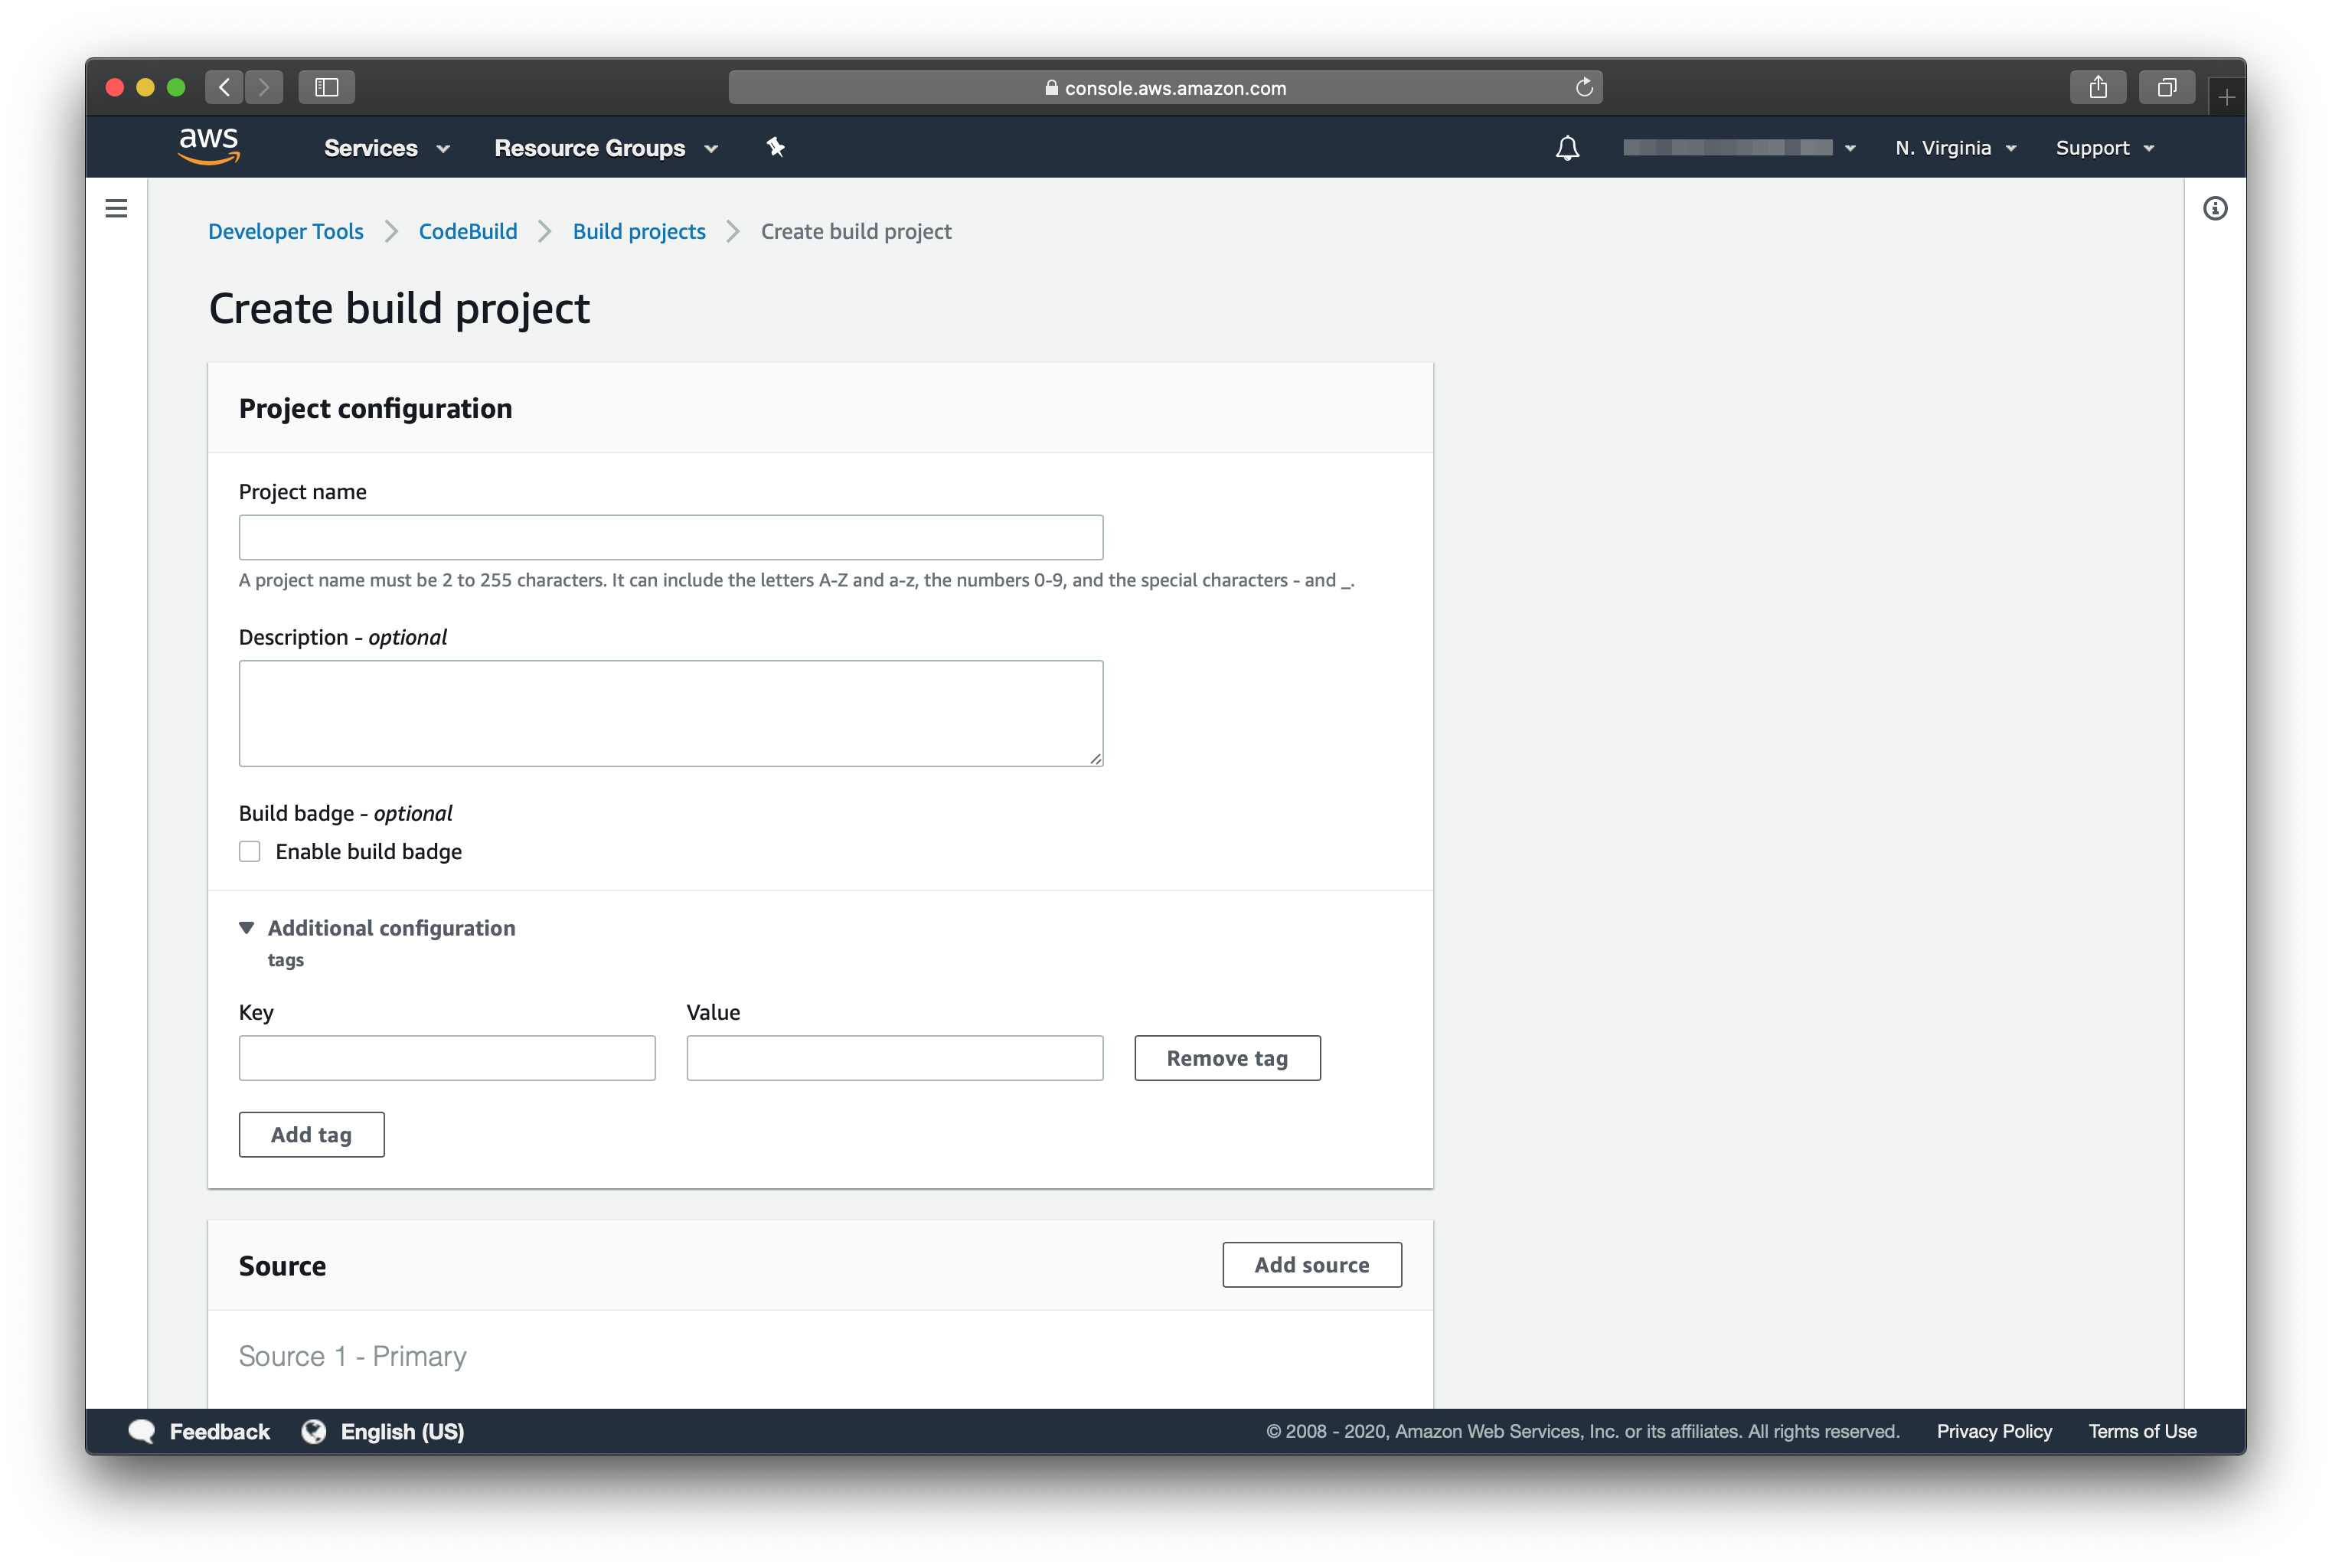 console.aws.amazon.com
aws
Services
Resource Groups
N. Virginia
Support
Developer Tools
CodeBuild
Build projects
Create build project
Create build project
Project configuration
Project name
A project name must be 2 to 255 characters. It can include the letters A-Z and a-z, the numbers 0-9, and the special characters - and _.
Description - optional
Build badge - optional
Enable build badge
Additional configuration
tags
Key
Value
Remove tag
Add tag
Source
Add source
Source 1 - Primary
Feedback
English (US)
© 2008 - 2020, Amazon Web Services, Inc. or its affiliates. All rights reserved.
Privacy Policy
Terms of Use